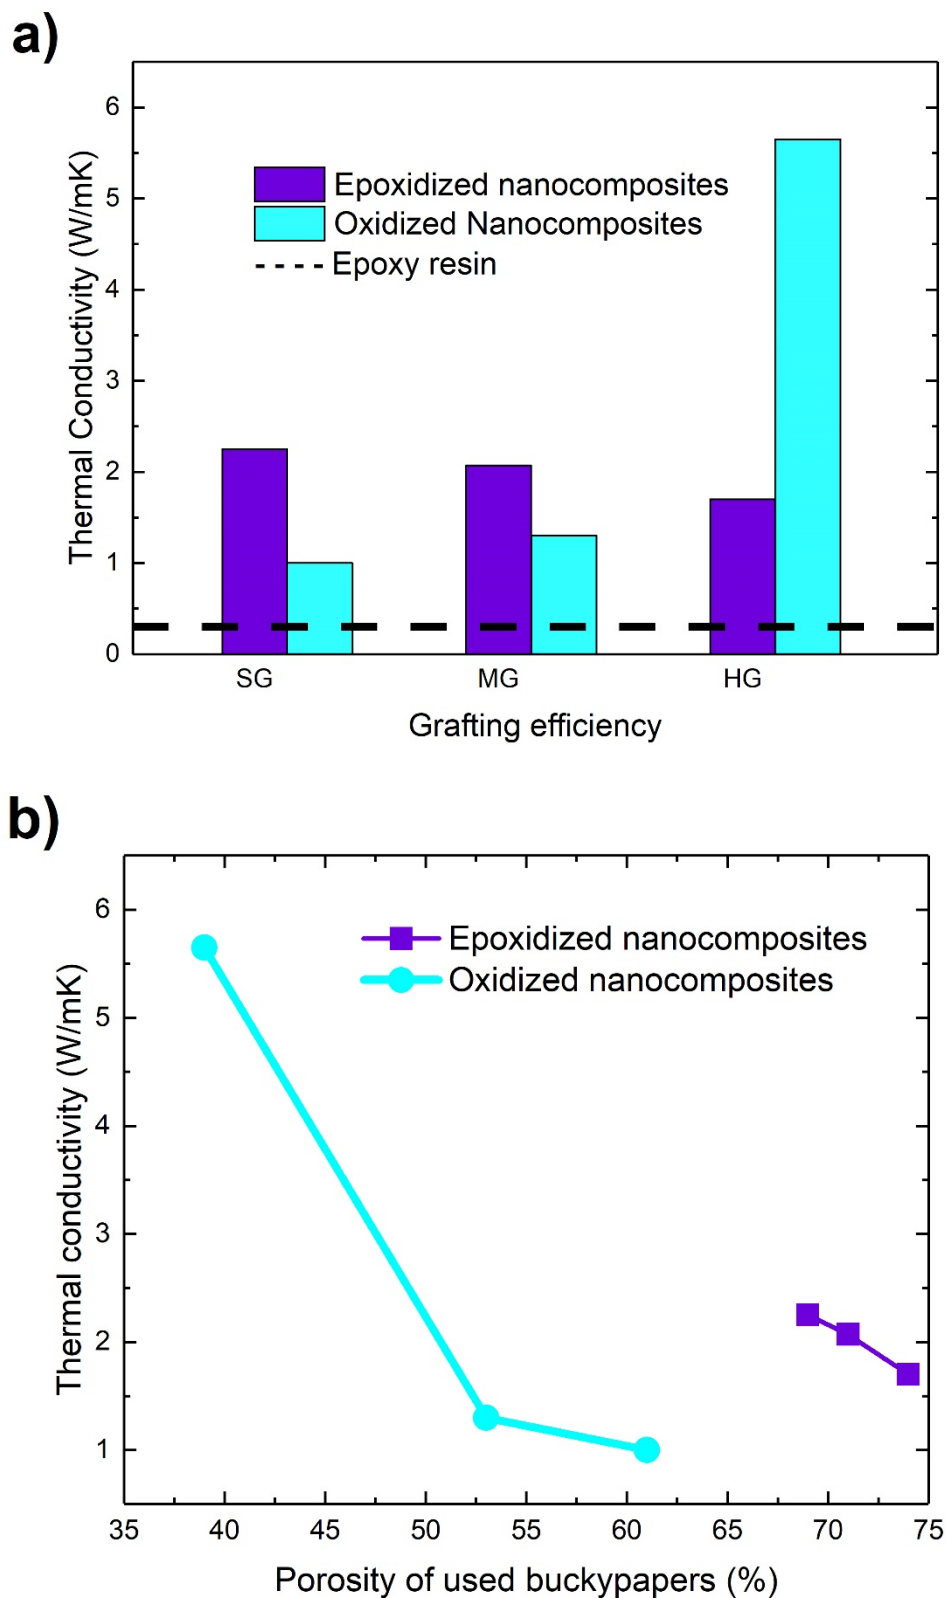 a)
Thermal Conductivity (W/mK)
6
5
4
3
2
1
0
Epoxidized nanocomposites
Oxidized Nanocomposites
Epoxy resin
SG MG HG
Grafting efficiency
b)
Thermal conductivity (W/mK)
6
5
4
3
2
1
Epoxidized nanocomposites
Oxidized nanocomposites
35 40 45 50 55 60 65 70 75
Porosity of used buckypapers (%)